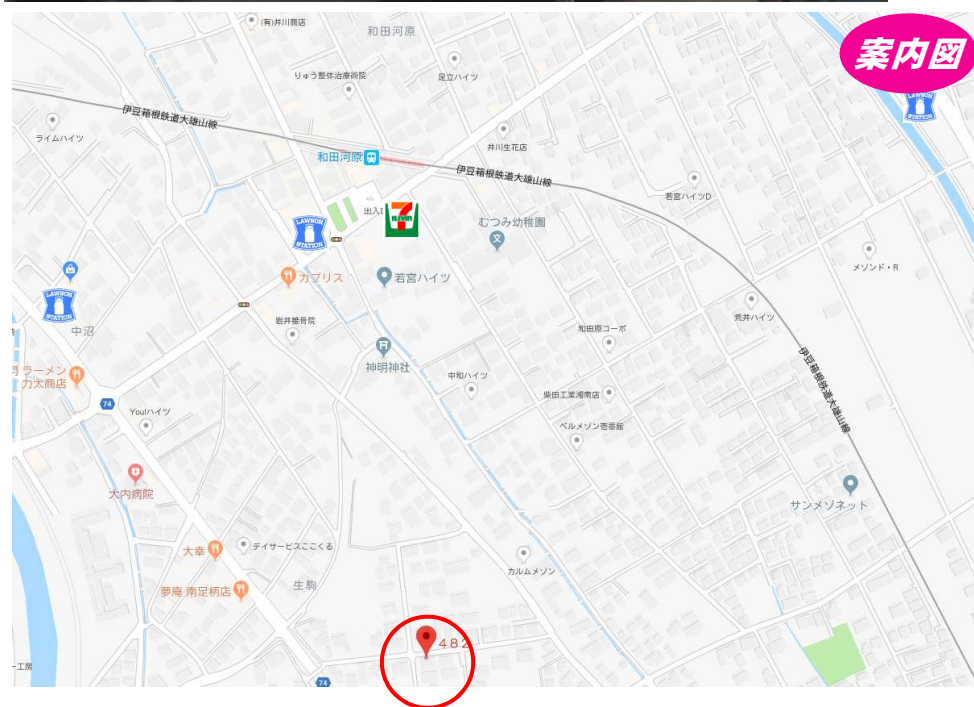 (有)井川商店
和田河原
案内図
足立ハイツ
りゅう整体治療術院
LAWSON
STATION
伊豆箱根鉄道大雄山線
ライムハイツ
井川生花店
和田河原
伊豆箱根鉄道大雄山線
若宮ハイツD
出入
7
ELEVEN
むつみ幼稚園
文
LAWSON
STATION
メゾンド・R
カプリス
若宮ハイツ
LAWSON
STATION
荒井ハイツ
中沼
岩井接骨院
和田原コーポ
神明神社
ラーメン
力太商店
中和ハイツ
伊豆箱根鉄道大雄山線
柴田工業湘南店
74
Youlハイツ
ベルメゾン壱番館
大内病院
サンメゾネット
大幸
デイサービスここくる
カルムメゾン
夢庵 南足柄店
生駒
482
ー工房
74